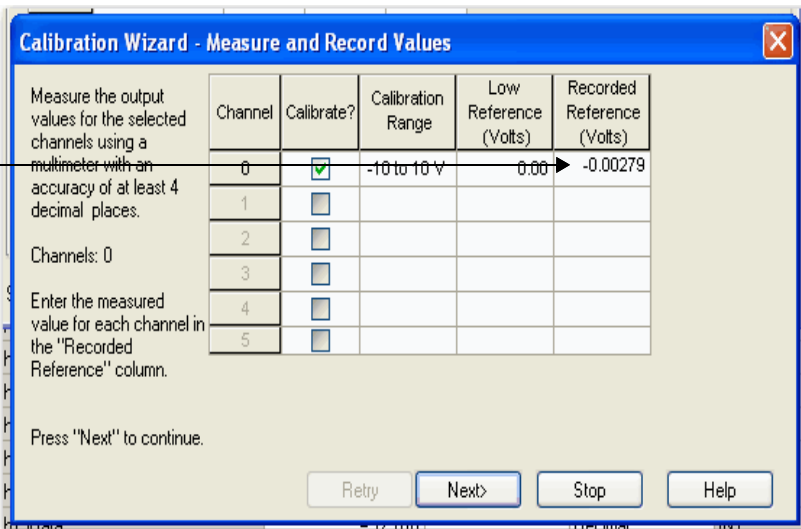 Calibration Wizard - Measure and Record Values
Measure the output
values for the selected
channels using a
multimeter with an
accuracy of at least 4
decimal places.
Channels: 0
Enter the measured
value for each channel in
the "Recorded
Reference" column.
Press "Next" to continue.
Channel Calibrate? Calibration Range Low Reference (Volts) Recorded Reference (Volts)
0 -10 to 10 V 0.00 -0.00279
1
2
3
4
5
Retry Next> Stop Help